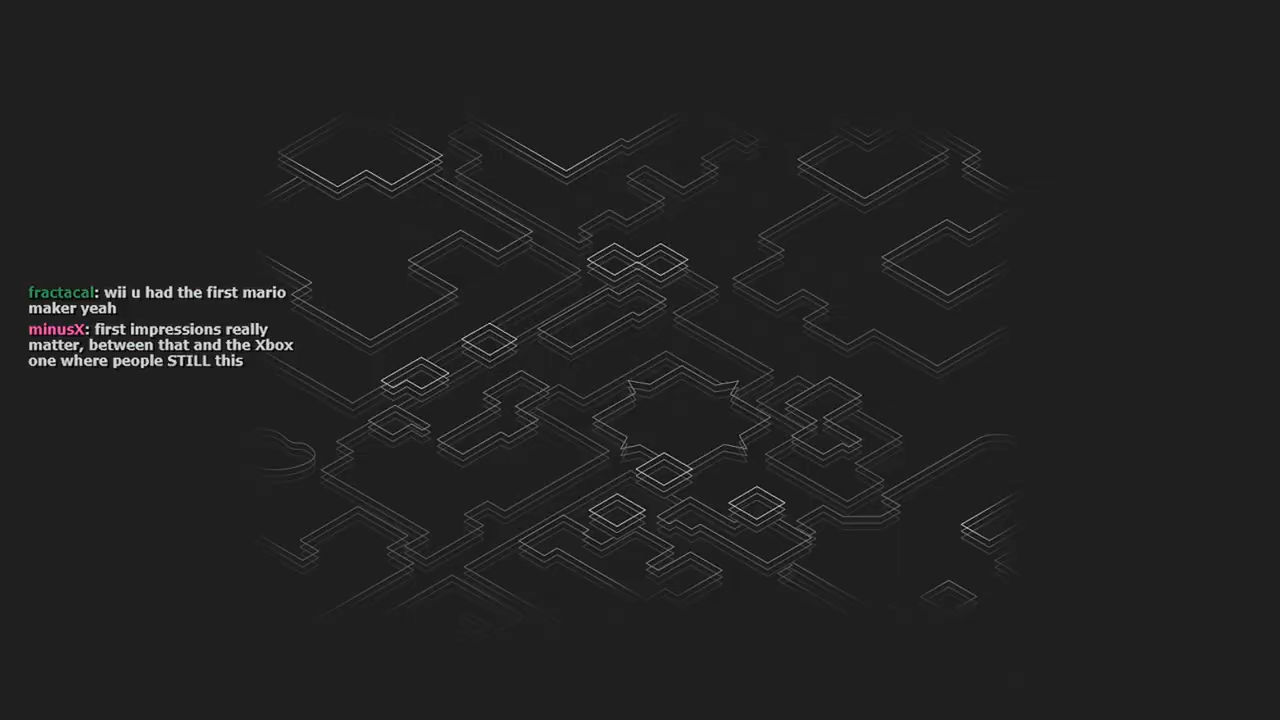 fractacal: wii u had the first mario
maker yeah
minusX: first impressions really
matter, between that and the Xbox
one where people STILL this